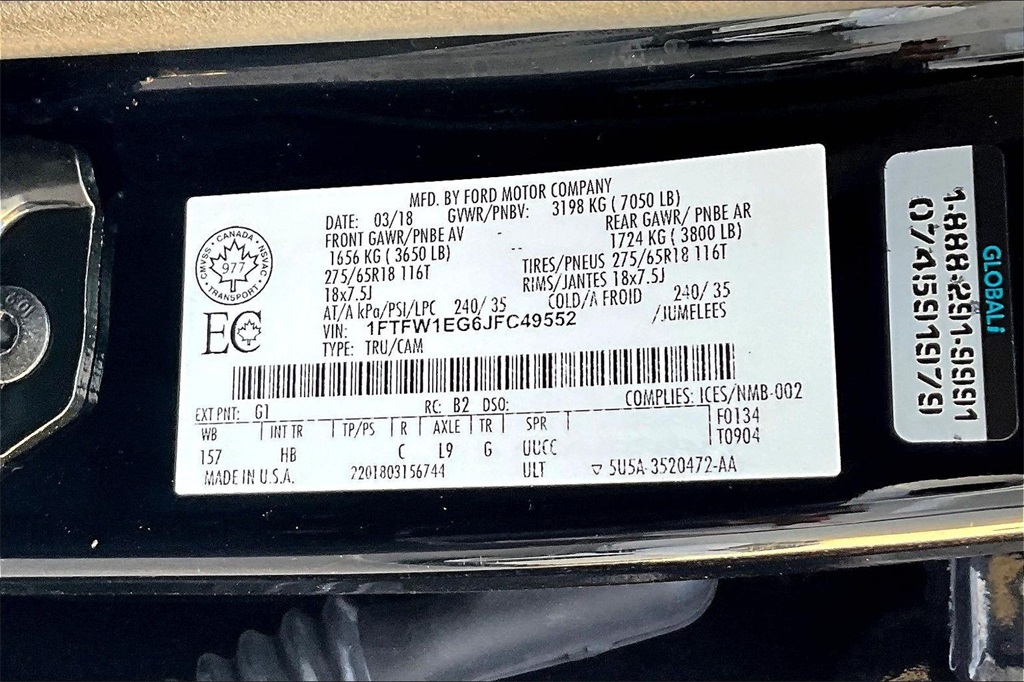 MFD. BY FORD MOTOR COMPANY
DATE: 03/18 GVWR/PNBV: 3198 KG ( 7050 LB)
FRONT GAWR/PNBE AV REAR GAWR/ PNBE AR
1656 KG ( 3650 LB) 1724 KG ( 3800 LB)
275/65R18 116T TIRES/PNEUS 275/65R18 116T
18x7.5J RIMS/JANTES 18x7.5J
AT/A kPa/PSI/LPC 240/ 35 COLD/A FROID 240/ 35
VIN: 1FTFW1EG6JFC49552 /JUMELEES
TYPE: TRU/CAM
CANADA
CMVSS
NSVAC
977
TRANSPORT
EC
COMPLIES: ICES/NMB-002
EXT PNT: G1 RC: B2 DSO:
WB INT TR TP/PS R AXLE TR SPR F0134
157 HB C L9 G UUCC T0904
MADE IN U.S.A. 2201803156744 ULT 5U5A-3520472-AA
GLOBALi
1-888-291-9991
074591979